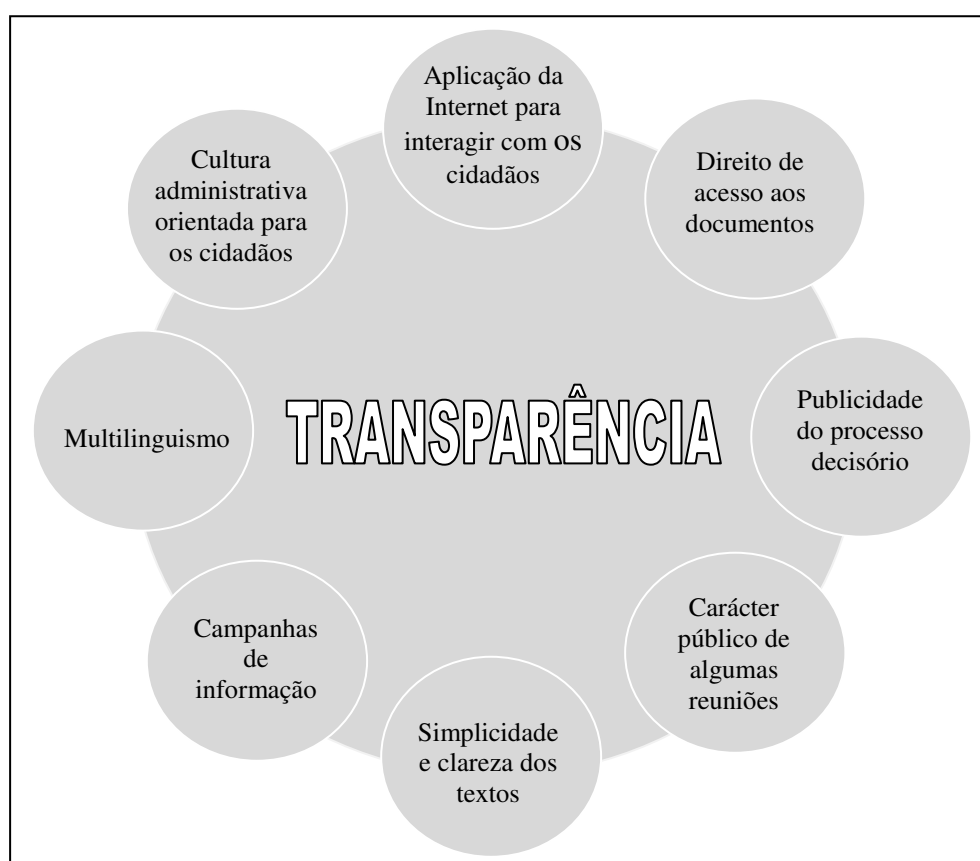 Aplicação da
Internet para
interagir com os
cidadãos
Direito de
acesso aos
documentos
Publicidade
do processo
decisório
Carácter
público de
algumas
reuniões
Simplicidade
e clareza dos
textos
Campanhas
de
informação
Multilinguismo
Cultura
administrativa
orientada para
os cidadãos
TRANSPARÊNCIA